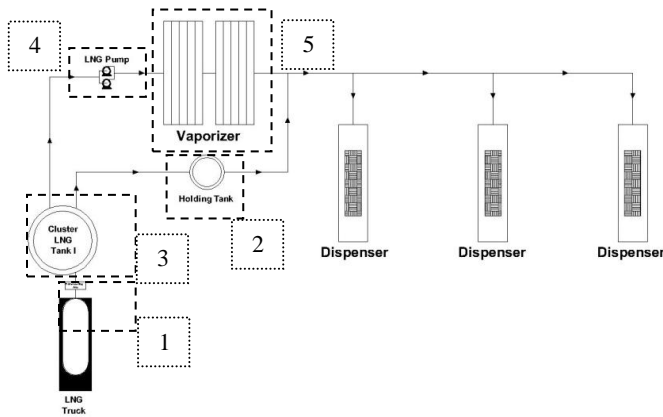 4
LNG Pump
5
Vaporizer
Holding Tank
2
Cluster
LNG
Tank I
3
1
LNG
Truck
Dispenser
Dispenser
Dispenser